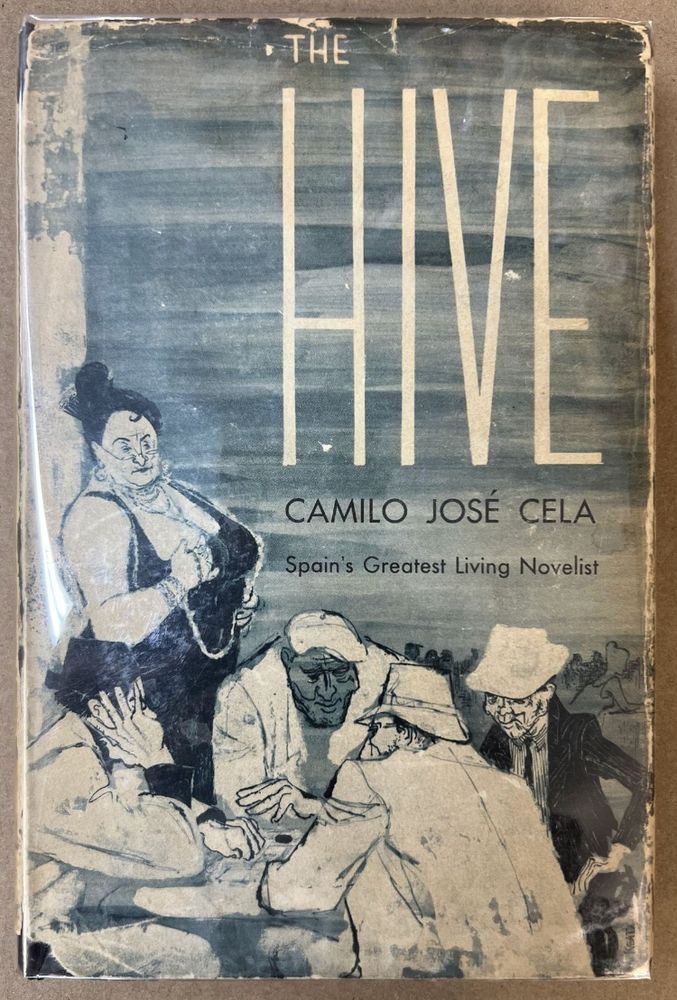 THE
HIVE
CAMILO JOSÉ CELA
Spain's Greatest Living Novelist